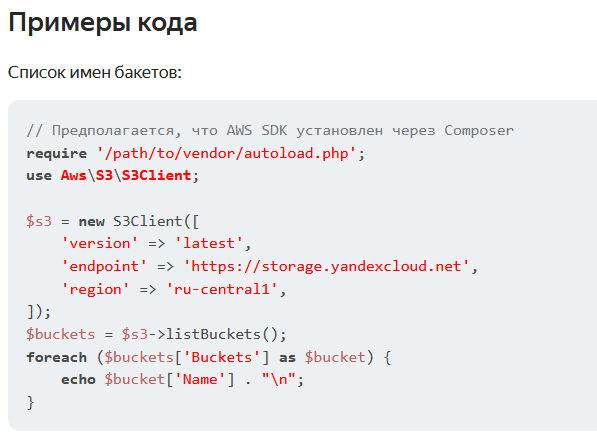 Примеры кода
Список имен бакетов:
// Предполагается, что AWS SDK установлен через Composer
require '/path/to/vendor/autoload.php';
use Aws\S3\S3Client;

$s3 = new S3Client([
    'version' => 'latest',
    'endpoint' => 'https://storage.yandexcloud.net',
    'region' => 'ru-central1',
]);
$buckets = $s3->listBuckets();
foreach ($buckets['Buckets'] as $bucket) {
    echo $bucket['Name'] . "\n";
}